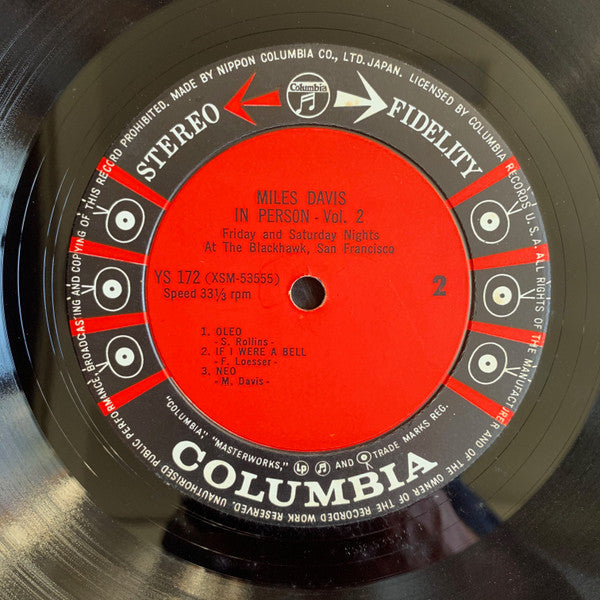 UNAUTHORISED PUBLIC PERFORMANCE, BROADCASTING AND COPYING OF THIS RECORD PROHIBITED. MADE BY NIPPON COLUMBIA CO., LTD. JAPAN. LICENSED BY COLUMBIA RECORDS U.S.A. ALL RIGHTS OF THE MANUFACTURER AND OF THE OWNER OF THE RECORDED WORK RESERVED.
STEREO
Columbia
FIDELITY
MILES DAVIS
IN PERSON - Vol. 2
Friday and Saturday Nights
At The Blackhawk, San Francisco
YS 172 (XSM-53555)
Speed 33⅓ rpm
2
1. OLEO
- S. Rollins -
2. IF I WERE A BELL
- F. Loesser -
3. NEO
- M. Davis -
"COLUMBIA," "MASTERWORKS," LP AND TRADE MARKS REG.
COLUMBIA